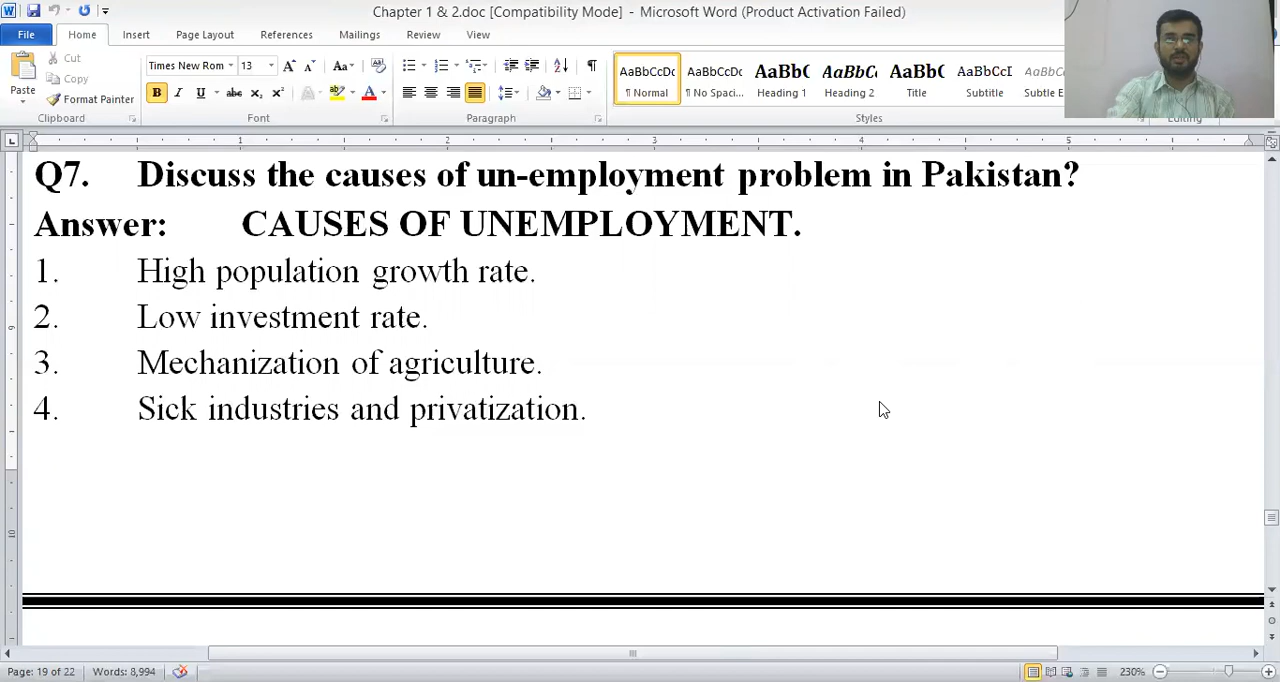 Chapter 1 & 2.doc [Compatibility Mode] - Microsoft Word (Product Activation Failed)
File Home Insert Page Layout References Mailings Review View
Paste Cut Copy Format Painter
Times New Rom 13
AaBbCcDc AaBbCcDc AaBbC AaBbCc AaBbC AaBbCcI AaBbCc
¶ Normal ¶ No Spaci... Heading 1 Heading 2 Title Subtitle Subtle E
Clipboard Font Paragraph Styles Editing
Q7. Discuss the causes of un-employment problem in Pakistan?
Answer: CAUSES OF UNEMPLOYMENT.
1. High population growth rate.
2. Low investment rate.
3. Mechanization of agriculture.
4. Sick industries and privatization.
Page: 19 of 22 Words: 8,994 230%